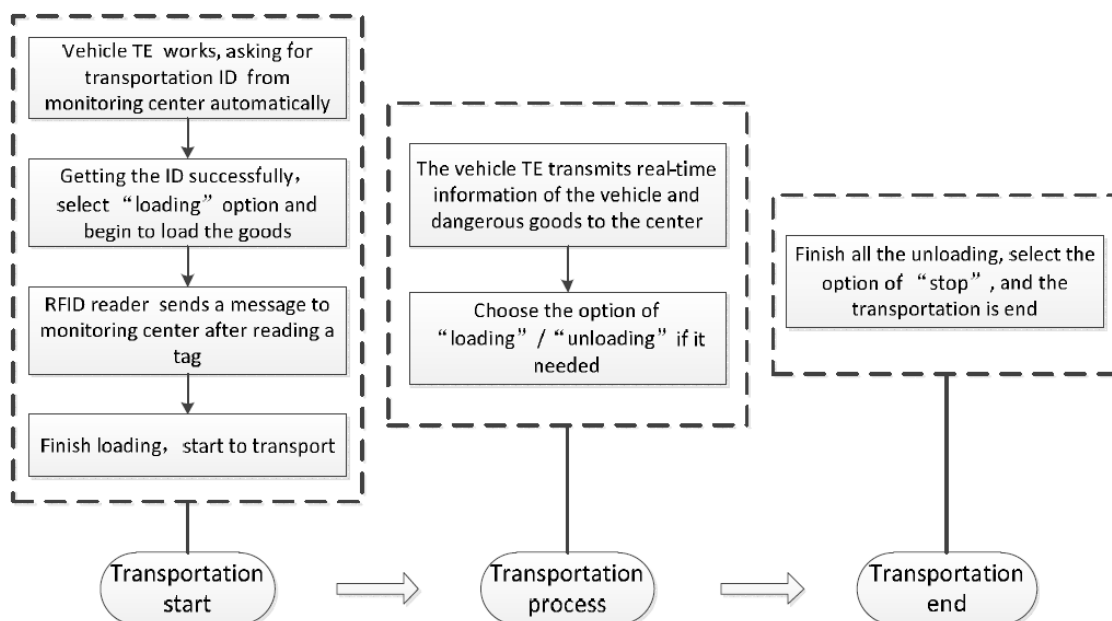 Vehicle TE works, asking for
transportation ID from
monitoring center automatically
Getting the ID successfully,
select “loading” option and
begin to load the goods
RFID reader sends a message to
monitoring center after reading a
tag
Finish loading, start to transport
Transportation
start
The vehicle TE transmits real-time
information of the vehicle and
dangerous goods to the center
Choose the option of
“loading” / “unloading” if it
needed
Transportation
process
Finish all the unloading, select the
option of “stop”, and the
transportation is end
Transportation
end